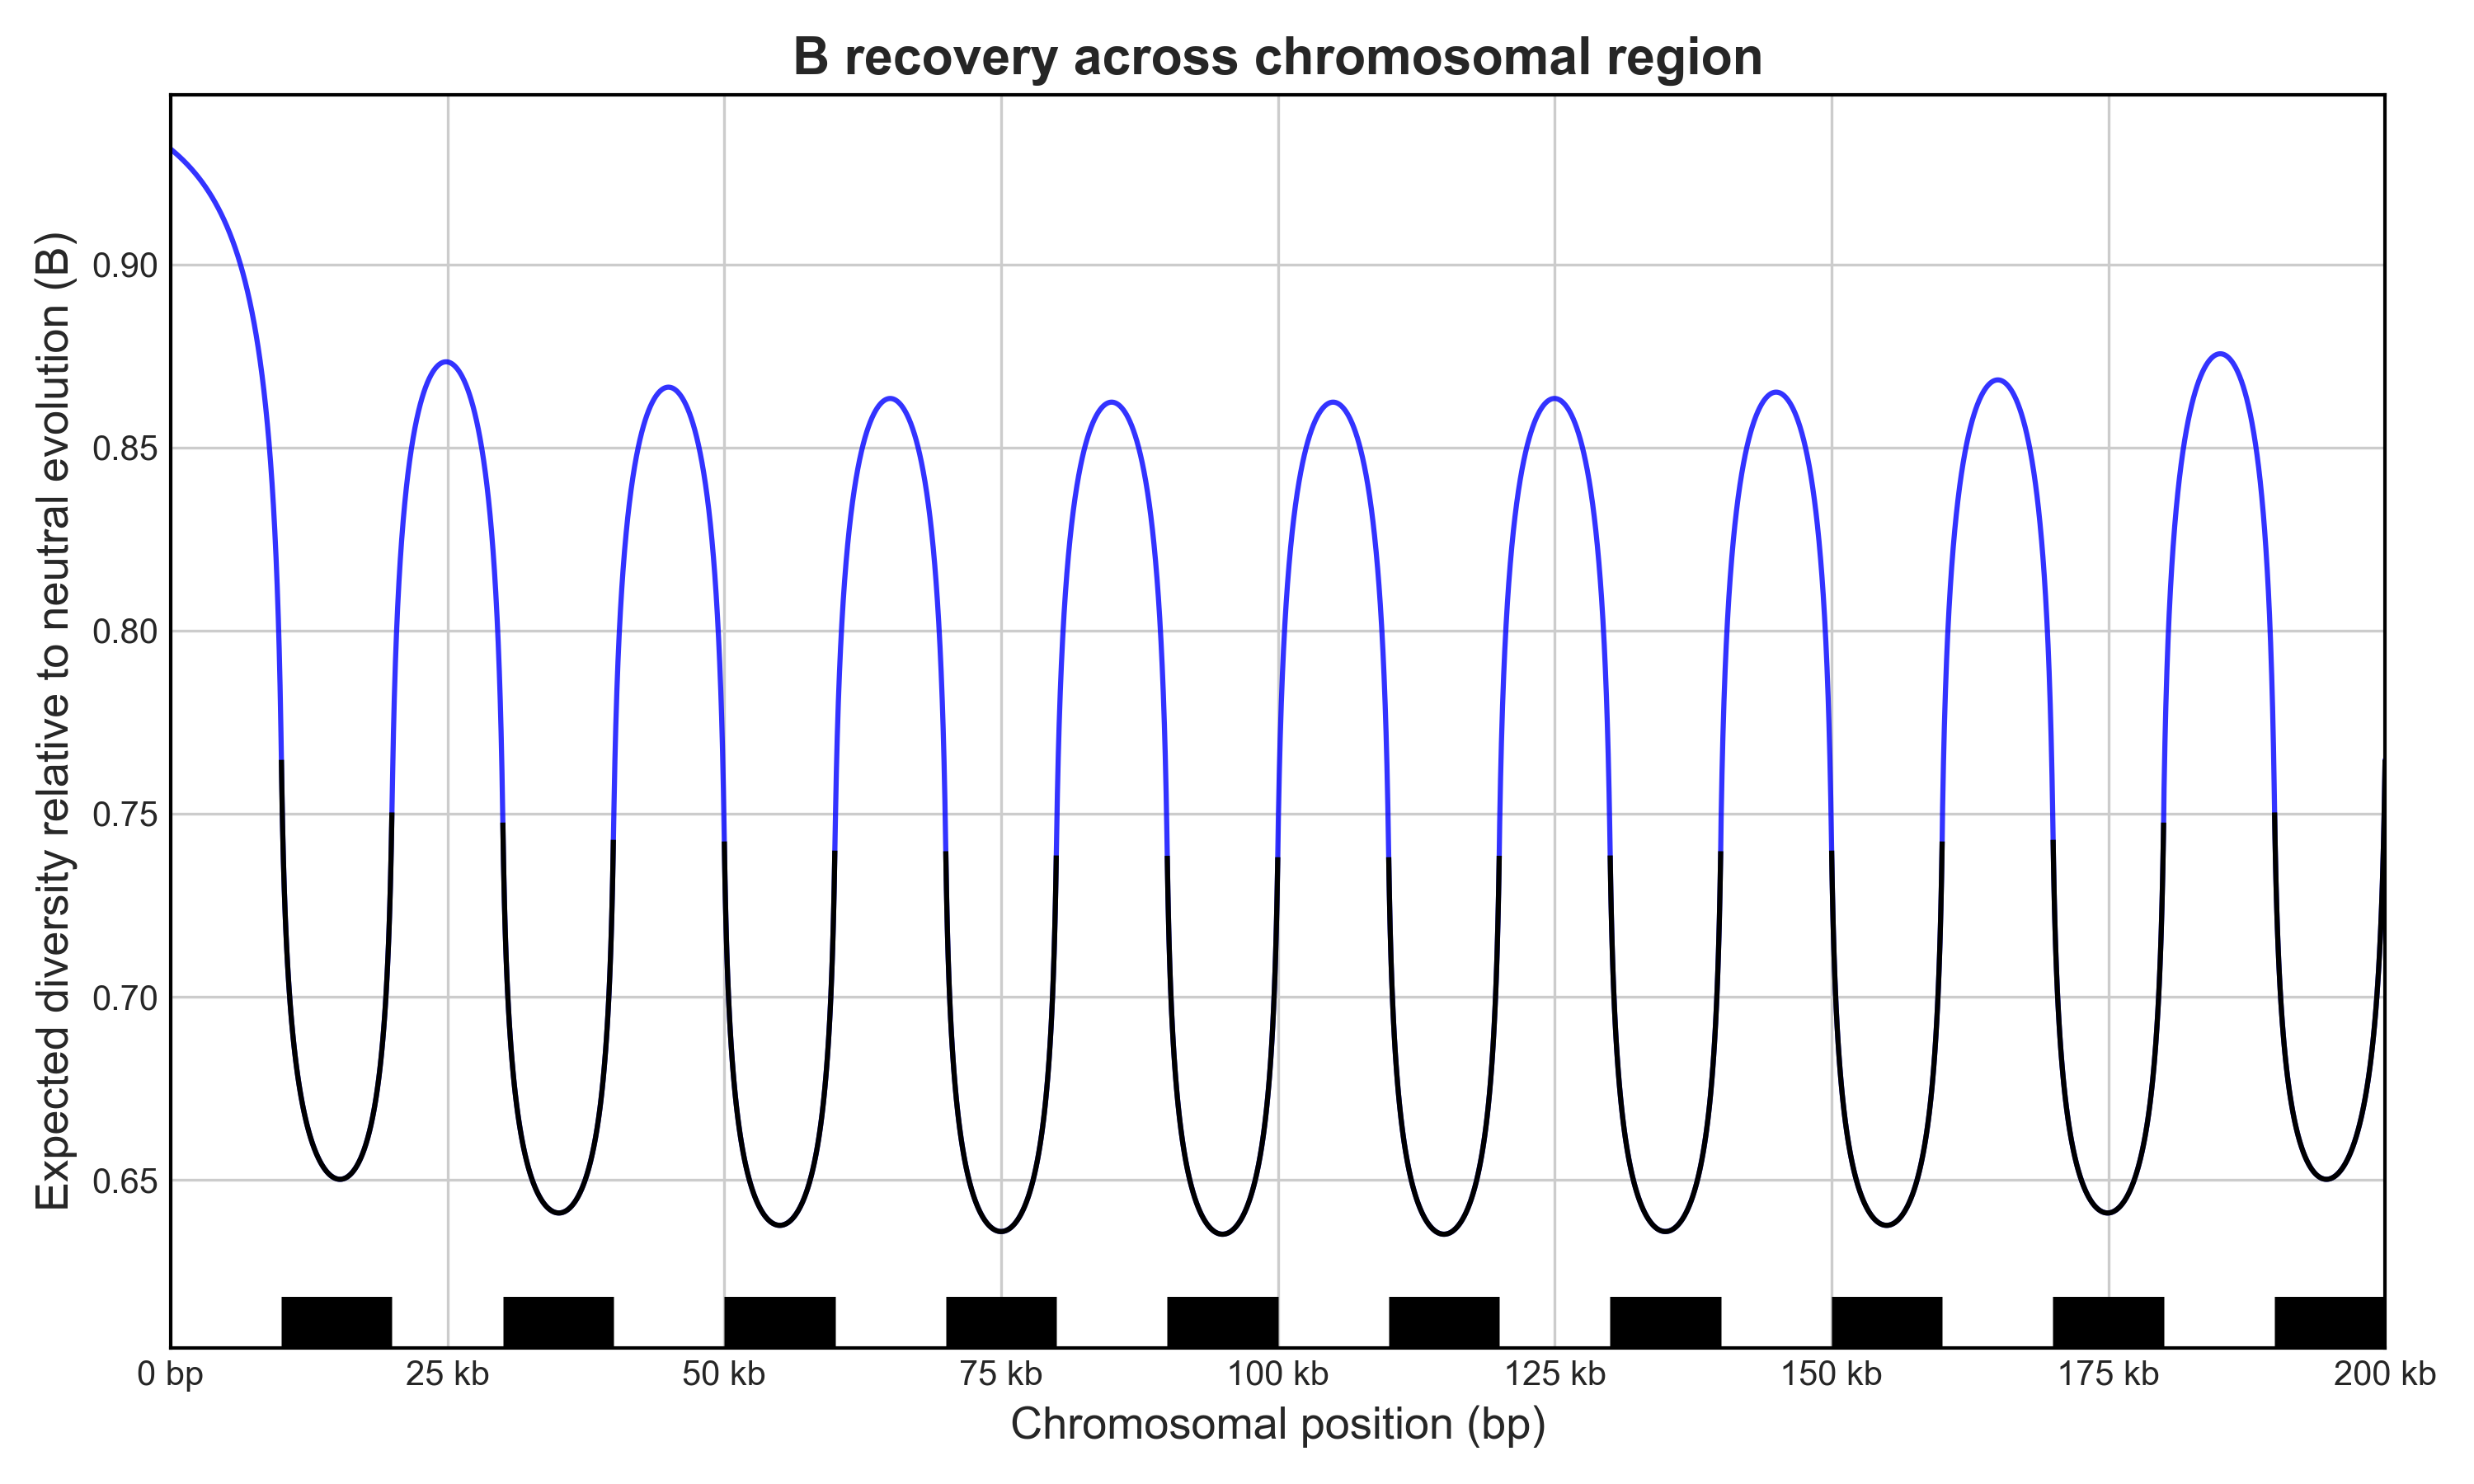 B recovery across chromosomal region
Expected diversity relative to neutral evolution (B)
0.90
0.85
0.80
0.75
0.70
0.65
0 bp
25 kb
50 kb
75 kb
100 kb
125 kb
150 kb
175 kb
200 kb
Chromosomal position (bp)